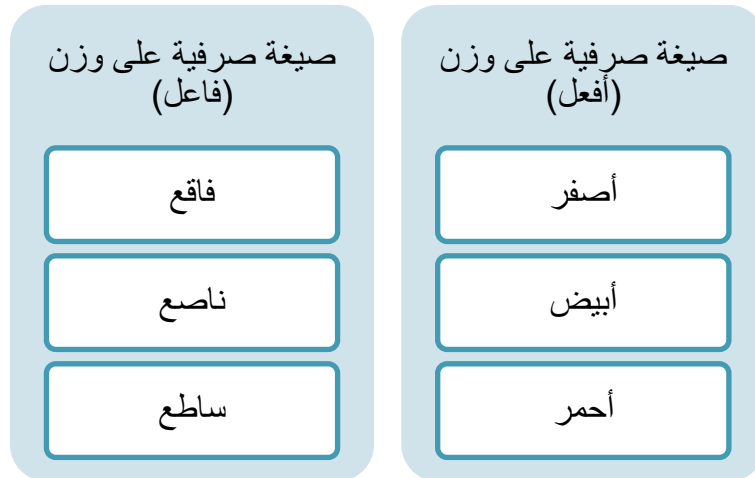 صيغة صرفية على وزن
(أفعل)
أصفر
أبيض
أحمر
صيغة صرفية على وزن
(فاعل)
فاقع
ناصع
ساطع